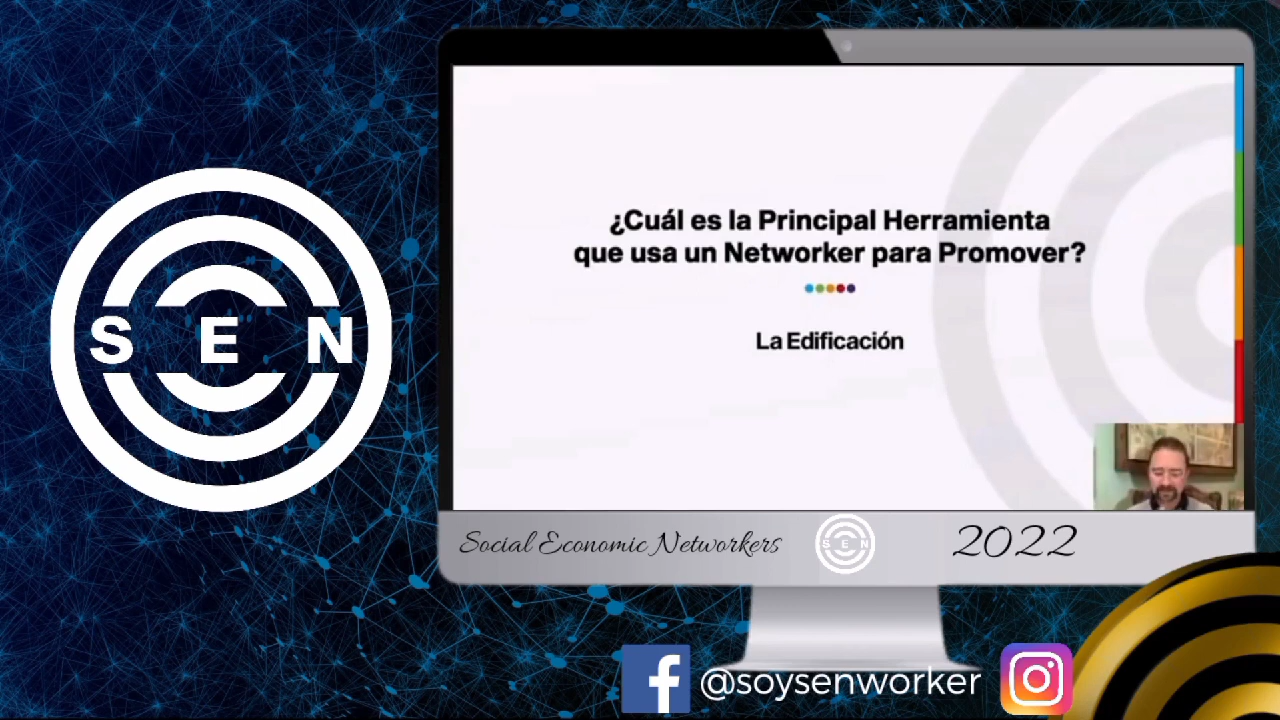 S E N
¿Cuál es la Principal Herramienta
que usa un Networker para Promover?
La Edificación
Social Economic Networkers
S E N
2022
@soysenworker